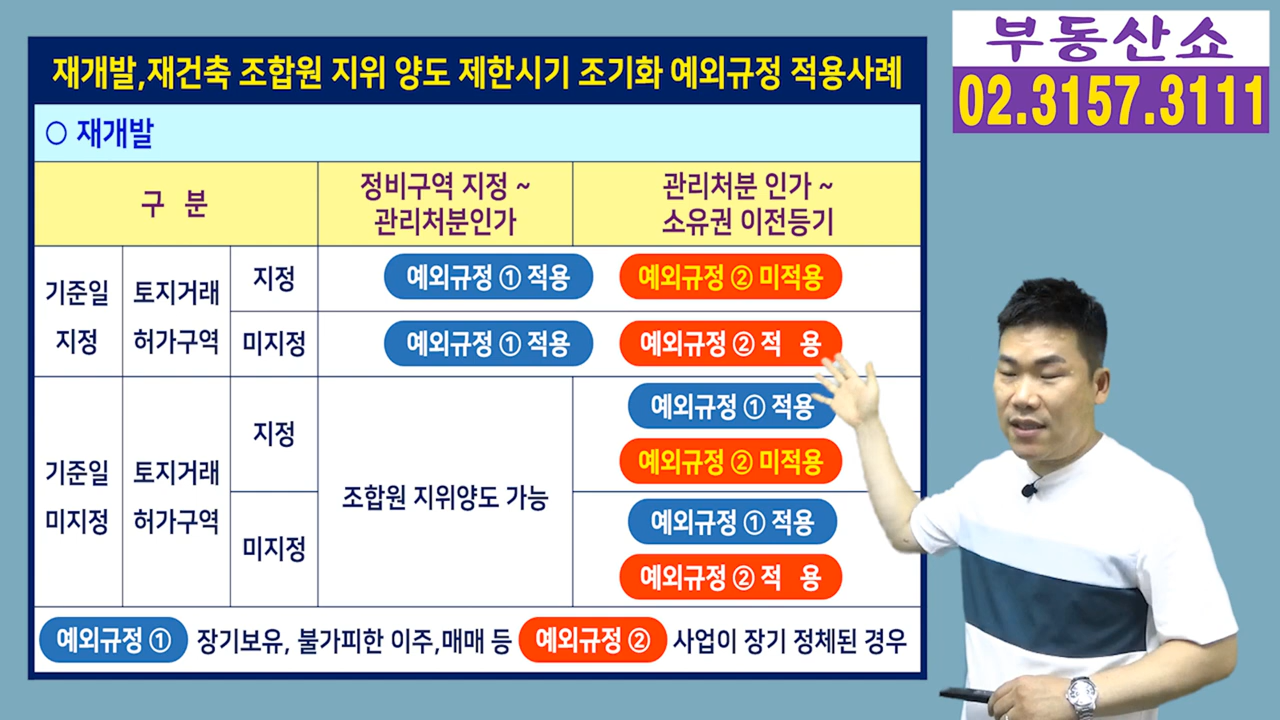 부동산쇼
02.3157.3111
재개발,재건축 조합원 지위 양도 제한시기 조기화 예외규정 적용사례
○ 재개발
구 분
정비구역 지정 ~
관리처분인가
관리처분 인가 ~
소유권 이전등기
기준일
지정
토지거래
허가구역
지정
예외규정 ① 적용
예외규정 ② 미적용
미지정
예외규정 ① 적용
예외규정 ② 적 용
기준일
미지정
토지거래
허가구역
지정
조합원 지위양도 가능
예외규정 ① 적용
예외규정 ② 미적용
미지정
예외규정 ① 적용
예외규정 ② 적 용
예외규정 ① 장기보유, 불가피한 이주,매매 등 예외규정 ② 사업이 장기 정체된 경우